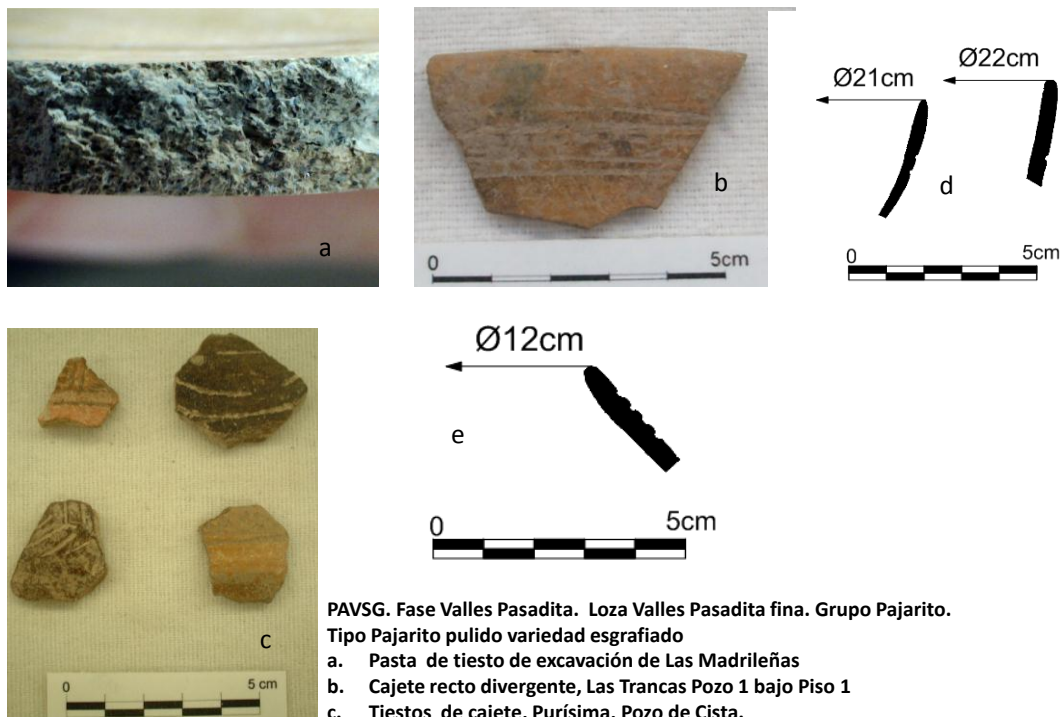 a
b
0
5cm
Ø21cm
Ø22cm
d
0
5cm
c
0
5 cm
Ø12cm
e
0
5cm
PAVSG. Fase Valles Pasadita. Loza Valles Pasadita fina. Grupo Pajarito.
Tipo Pajarito pulido variedad esgrafiado
a. Pasta de tiesto de excavación de Las Madrileñas
b. Cajete recto divergente, Las Trancas Pozo 1 bajo Piso 1
c. Tiestos de cajete, Purísima, Pozo de Cista.